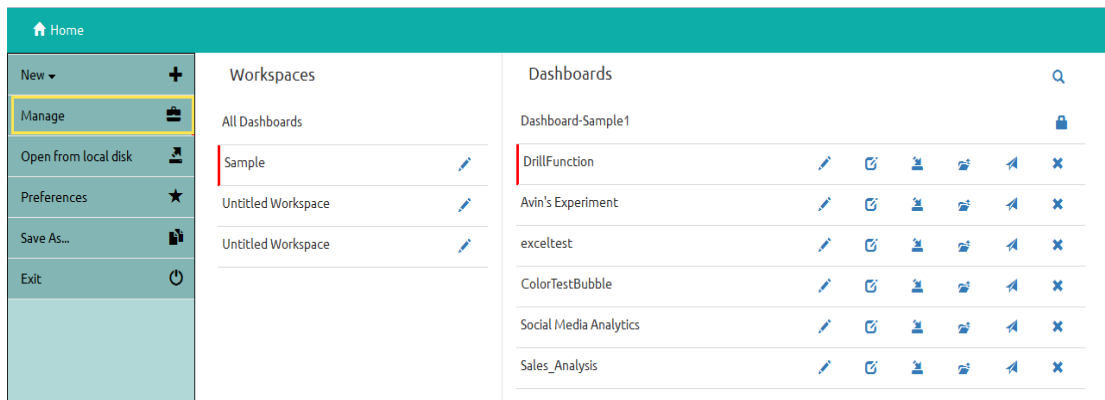 Home
New
Manage
Open from local disk
Preferences
Save As...
Exit
Workspaces
All Dashboards
Sample
Untitled Workspace
Untitled Workspace
Dashboards
Dashboard-Sample1
DrillFunction
Avin's Experiment
exceltest
ColorTestBubble
Social Media Analytics
Sales_Analysis